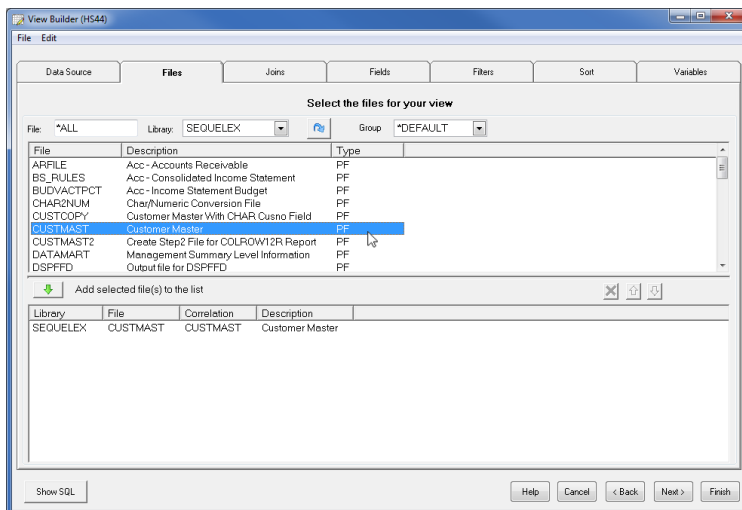 View Builder (HS44)
File Edit
Data Source Files Joins Fields Filters Sort Variables
Select the files for your view
File: *ALL Library: SEQUELEX Group *DEFAULT
File Description Type
ARFILE Acc - Accounts Receivable PF
BS_RULES Acc - Consolidated Income Statement PF
BUDVACTPCT Acc - Income Statement Budget PF
CHAR2NUM Char/Numeric Conversion File PF
CUSTCOPY Customer Master With CHAR Cusno Field PF
CUSTMAST Customer Master PF
CUSTMAST2 Create Step2 File for COLROW12R Report PF
DATAMART Management Summary Level Information PF
DSPFFD Output file for DSPFFD PF
Add selected file(s) to the list
Library File Correlation Description
SEQUELEX CUSTMAST CUSTMAST Customer Master
Show SQL Help Cancel < Back Next > Finish